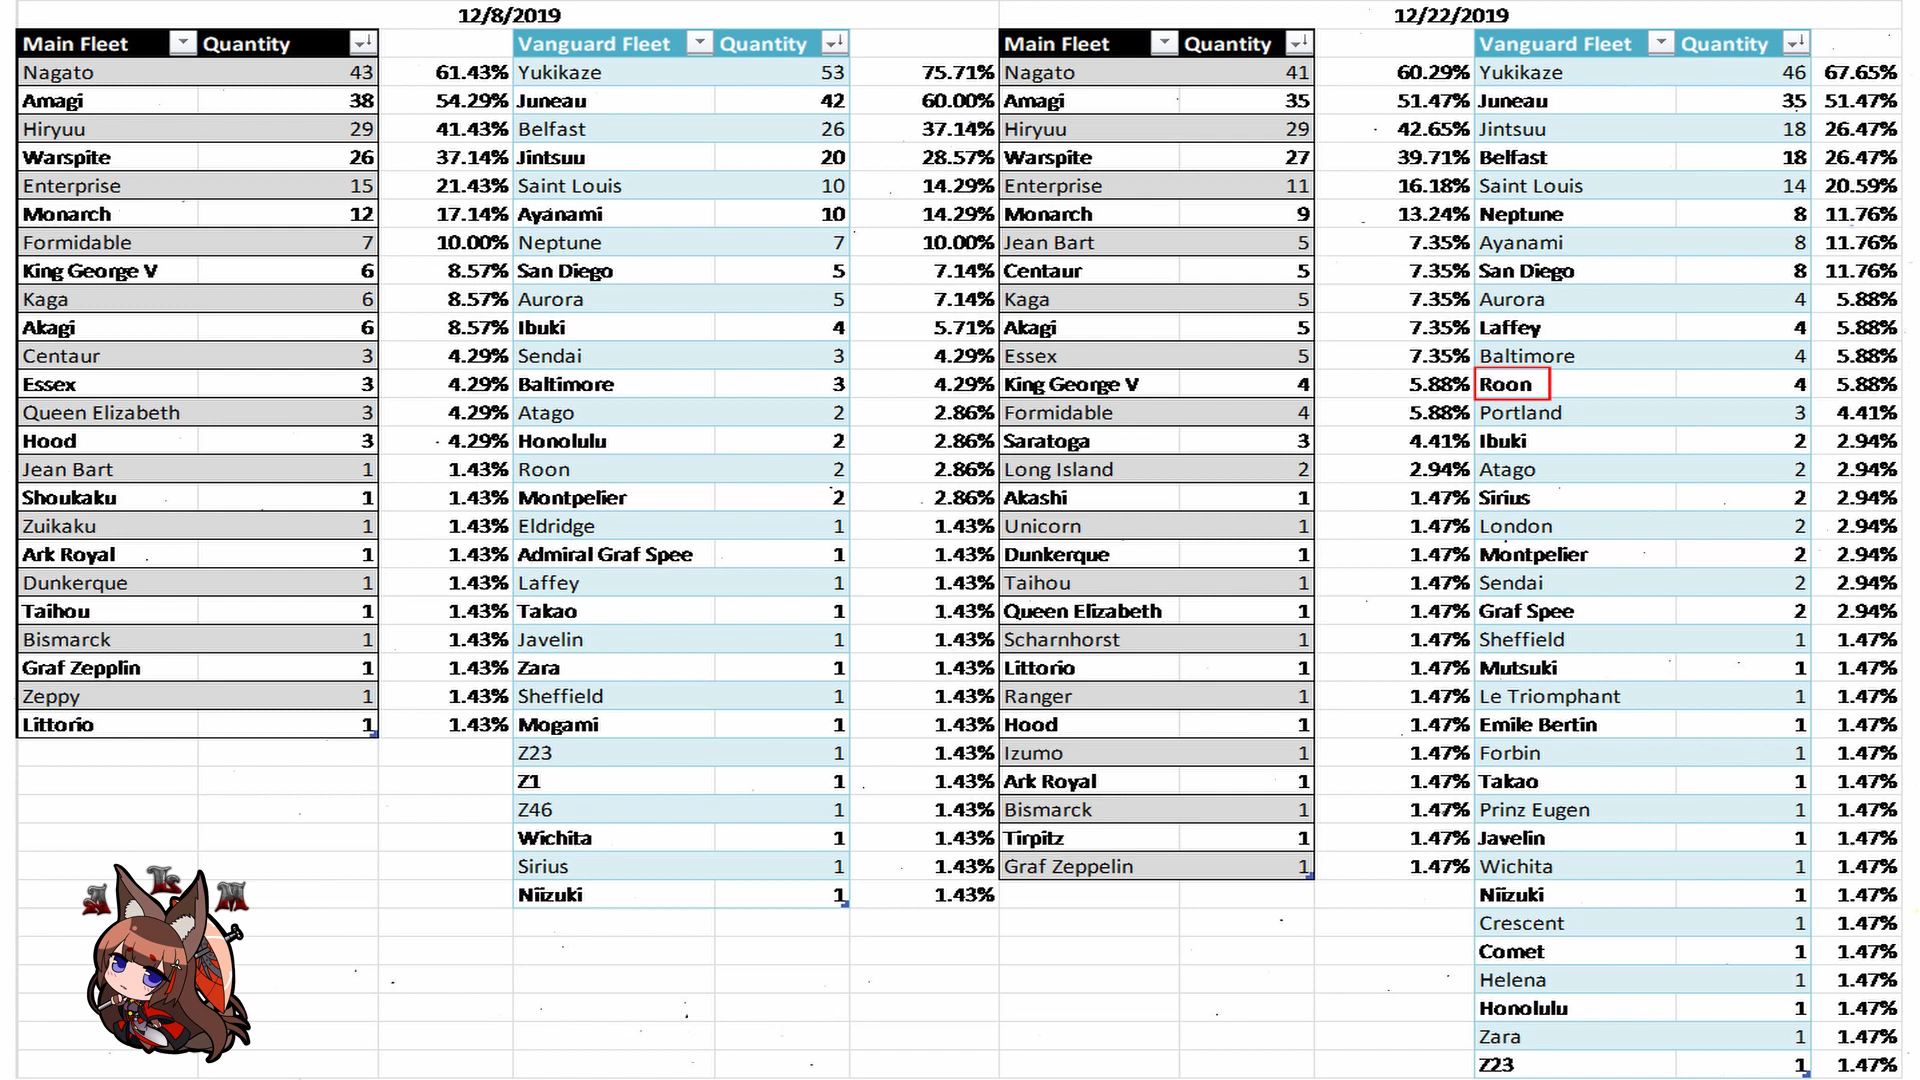 12/8/2019 12/22/2019
Main Fleet Quantity Vanguard Fleet Quantity Main Fleet Quantity Vanguard Fleet Quantity
Nagato 43 61.43% Yukikaze 53 75.71% Nagato 41 60.29% Yukikaze 46 67.65%
Amagi 38 54.29% Juneau 42 60.00% Amagi 35 51.47% Juneau 35 51.47%
Hiryuu 29 41.43% Belfast 26 37.14% Hiryuu 29 42.65% Jintsuu 18 26.47%
Warspite 26 37.14% Jintsuu 20 28.57% Warspite 27 39.71% Belfast 18 26.47%
Enterprise 15 21.43% Saint Louis 10 14.29% Enterprise 11 16.18% Saint Louis 14 20.59%
Monarch 12 17.14% Ayanami 10 14.29% Monarch 9 13.24% Neptune 8 11.76%
Formidable 7 10.00% Neptune 7 10.00% Jean Bart 5 7.35% Ayanami 8 11.76%
King George V 6 8.57% San Diego 5 7.14% Centaur 5 7.35% San Diego 8 11.76%
Kaga 6 8.57% Aurora 5 7.14% Kaga 5 7.35% Aurora 4 5.88%
Akagi 6 8.57% Ibuki 4 5.71% Akagi 5 7.35% Laffey 4 5.88%
Centaur 3 4.29% Sendai 3 4.29% Essex 5 7.35% Baltimore 4 5.88%
Essex 3 4.29% Baltimore 3 4.29% King George V 4 5.88% Roon 4 5.88%
Queen Elizabeth 3 4.29% Atago 2 2.86% Formidable 4 5.88% Portland 3 4.41%
Hood 3 4.29% Honolulu 2 2.86% Saratoga 3 4.41% Ibuki 2 2.94%
Jean Bart 1 1.43% Roon 2 2.86% Long Island 2 2.94% Atago 2 2.94%
Shoukaku 1 1.43% Montpelier 2 2.86% Akashi 1 1.47% Sirius 2 2.94%
Zuikaku 1 1.43% Eldridge 1 1.43% Unicorn 1 1.47% London 2 2.94%
Ark Royal 1 1.43% Admiral Graf Spee 1 1.43% Dunkerque 1 1.47% Montpelier 2 2.94%
Dunkerque 1 1.43% Laffey 1 1.43% Taihou 1 1.47% Sendai 2 2.94%
Taihou 1 1.43% Takao 1 1.43% Queen Elizabeth 1 1.47% Graf Spee 2 2.94%
Bismarck 1 1.43% Javelin 1 1.43% Scharnhorst 1 1.47% Sheffield 1 1.47%
Graf Zepplin 1 1.43% Zara 1 1.43% Littorio 1 1.47% Mutsuki 1 1.47%
Zeppy 1 1.43% Sheffield 1 1.43% Ranger 1 1.47% Le Triomphant 1 1.47%
Littorio 1 1.43% Mogami 1 1.43% Hood 1 1.47% Emile Bertin 1 1.47%
Z23 1 1.43% Izumo 1 1.47% Forbin 1 1.47%
Z1 1 1.43% Ark Royal 1 1.47% Takao 1 1.47%
Z46 1 1.43% Bismarck 1 1.47% Prinz Eugen 1 1.47%
Wichita 1 1.43% Tirpitz 1 1.47% Javelin 1 1.47%
Sirius 1 1.43% Graf Zeppelin 1 1.47% Wichita 1 1.47%
Niizuki 1 1.43% Niizuki 1 1.47%
Crescent 1 1.47%
Comet 1 1.47%
Helena 1 1.47%
Honolulu 1 1.47%
Zara 1 1.47%
Z23 1 1.47%
A Is M